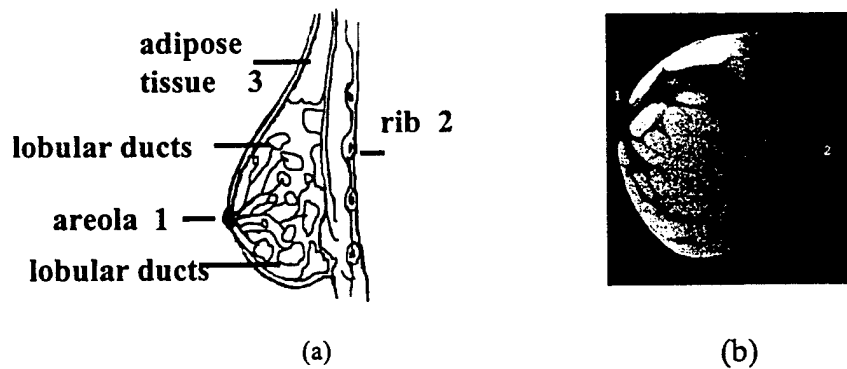 adipose
tissue 3
rib 2
lobular ducts
areola 1
lobular ducts
1
2
(a)
(b)